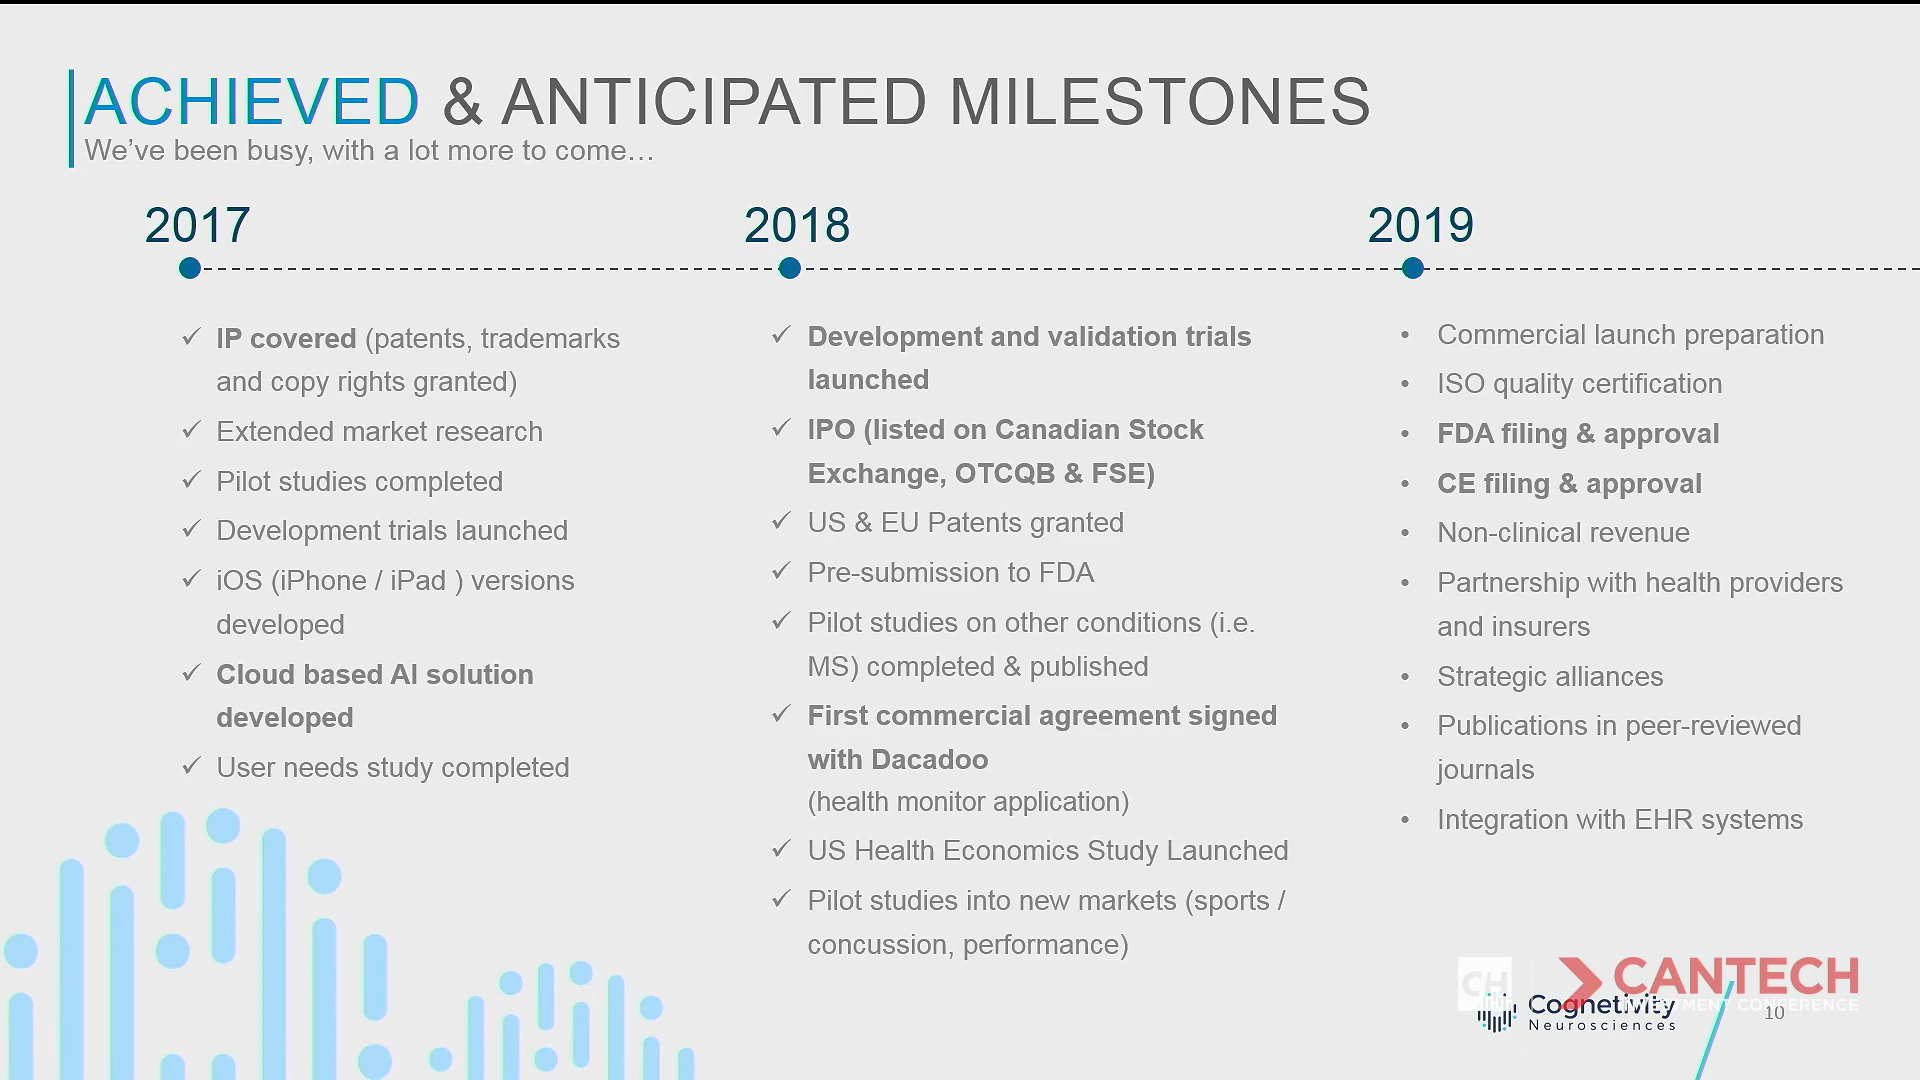 ACHIEVED & ANTICIPATED MILESTONES
We've been busy, with a lot more to come…
2017
✓ IP covered (patents, trademarks
and copy rights granted)
✓ Extended market research
✓ Pilot studies completed
✓ Development trials launched
✓ iOS (iPhone / iPad ) versions
developed
✓ Cloud based AI solution
developed
✓ User needs study completed
2018
✓ Development and validation trials
launched
✓ IPO (listed on Canadian Stock
Exchange, OTCQB & FSE)
✓ US & EU Patents granted
✓ Pre-submission to FDA
✓ Pilot studies on other conditions (i.e.
MS) completed & published
✓ First commercial agreement signed
with Dacadoo
(health monitor application)
✓ US Health Economics Study Launched
✓ Pilot studies into new markets (sports /
concussion, performance)
2019
• Commercial launch preparation
• ISO quality certification
• FDA filing & approval
• CE filing & approval
• Non-clinical revenue
• Partnership with health providers
and insurers
• Strategic alliances
• Publications in peer-reviewed
journals
• Integration with EHR systems
CH
CANTECH
INVESTMENT CONFERENCE
Cognetivity
Neurosciences
10